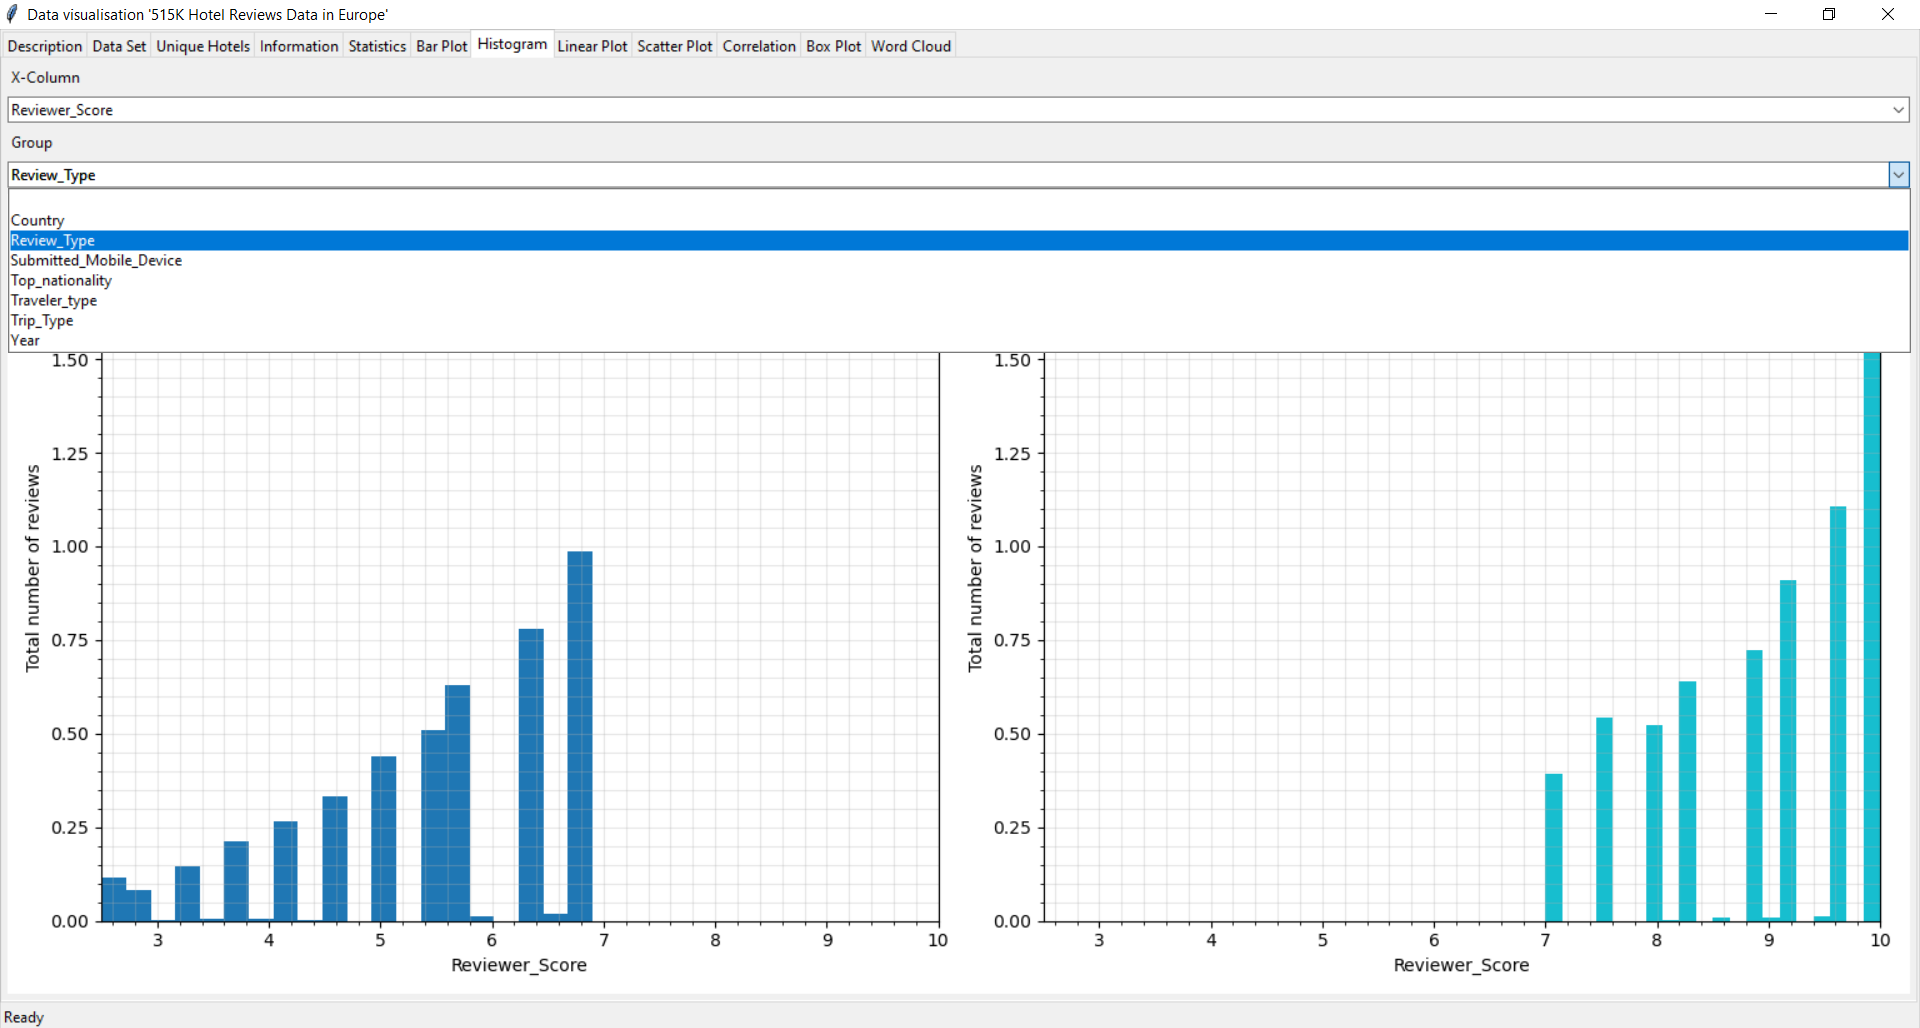 Data visualisation '515K Hotel Reviews Data in Europe'
Description Data Set Unique Hotels Information Statistics Bar Plot Histogram Linear Plot Scatter Plot Correlation Box Plot Word Cloud
X-Column
Reviewer_Score
Group
Review_Type
Country
Review_Type
Submitted_Mobile_Device
Top_nationality
Traveler_type
Trip_Type
Year
1.50
1.25
1.00
0.75
0.50
0.25
0.00
Total number of reviews
3 4 5 6 7 8 9 10
Reviewer_Score
1.50
1.25
1.00
0.75
0.50
0.25
0.00
Total number of reviews
3 4 5 6 7 8 9 10
Reviewer_Score
Ready